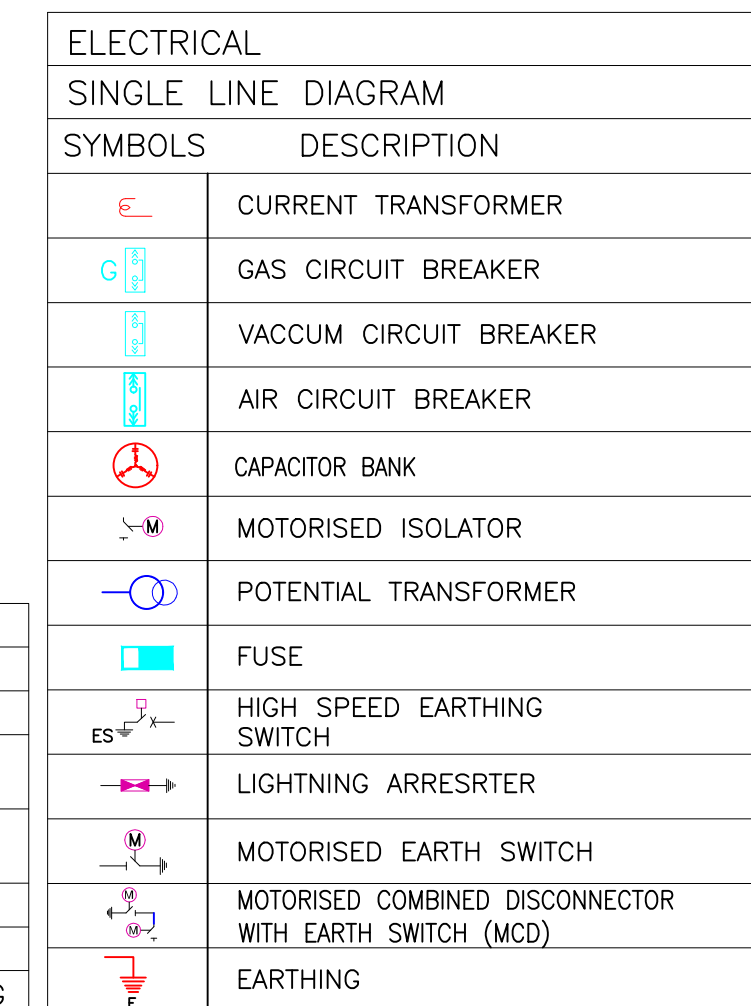 ELECTRICAL
SINGLE LINE DIAGRAM
SYMBOLS DESCRIPTION
CURRENT TRANSFORMER
G GAS CIRCUIT BREAKER
VACCUM CIRCUIT BREAKER
AIR CIRCUIT BREAKER
CAPACITOR BANK
M MOTORISED ISOLATOR
POTENTIAL TRANSFORMER
FUSE
HIGH SPEED EARTHING
ES SWITCH
LIGHTNING ARRESRTER
M MOTORISED EARTH SWITCH
M MOTORISED COMBINED DISCONNECTOR
M WITH EARTH SWITCH (MCD)
EARTHING
E
G